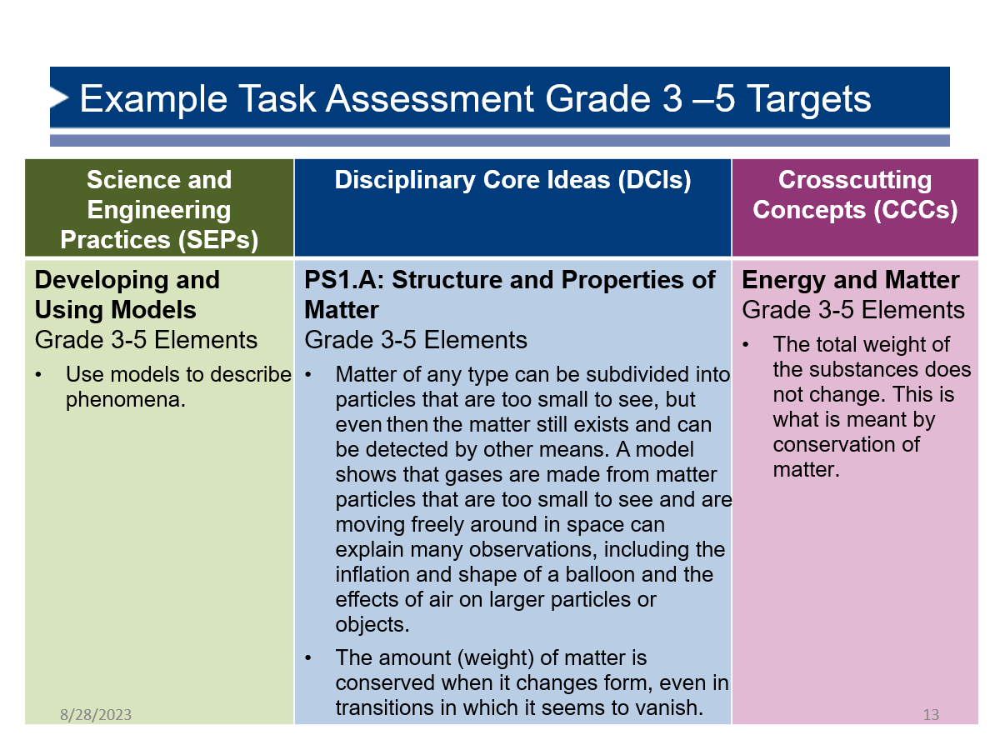 Example Task Assessment Grade 3 –5 Targets
Science and
Engineering
Practices (SEPs)
Disciplinary Core Ideas (DCIs)
Crosscutting
Concepts (CCCs)
Developing and
Using Models
Grade 3-5 Elements
• Use models to describe
phenomena.
PS1.A: Structure and Properties of
Matter
Grade 3-5 Elements
• Matter of any type can be subdivided into
particles that are too small to see, but
even then the matter still exists and can
be detected by other means. A model
shows that gases are made from matter
particles that are too small to see and are
moving freely around in space can
explain many observations, including the
inflation and shape of a balloon and the
effects of air on larger particles or
objects.
• The amount (weight) of matter is
conserved when it changes form, even in
transitions in which it seems to vanish.
Energy and Matter
Grade 3-5 Elements
• The total weight of
the substances does
not change. This is
what is meant by
conservation of
matter.
8/28/2023
13